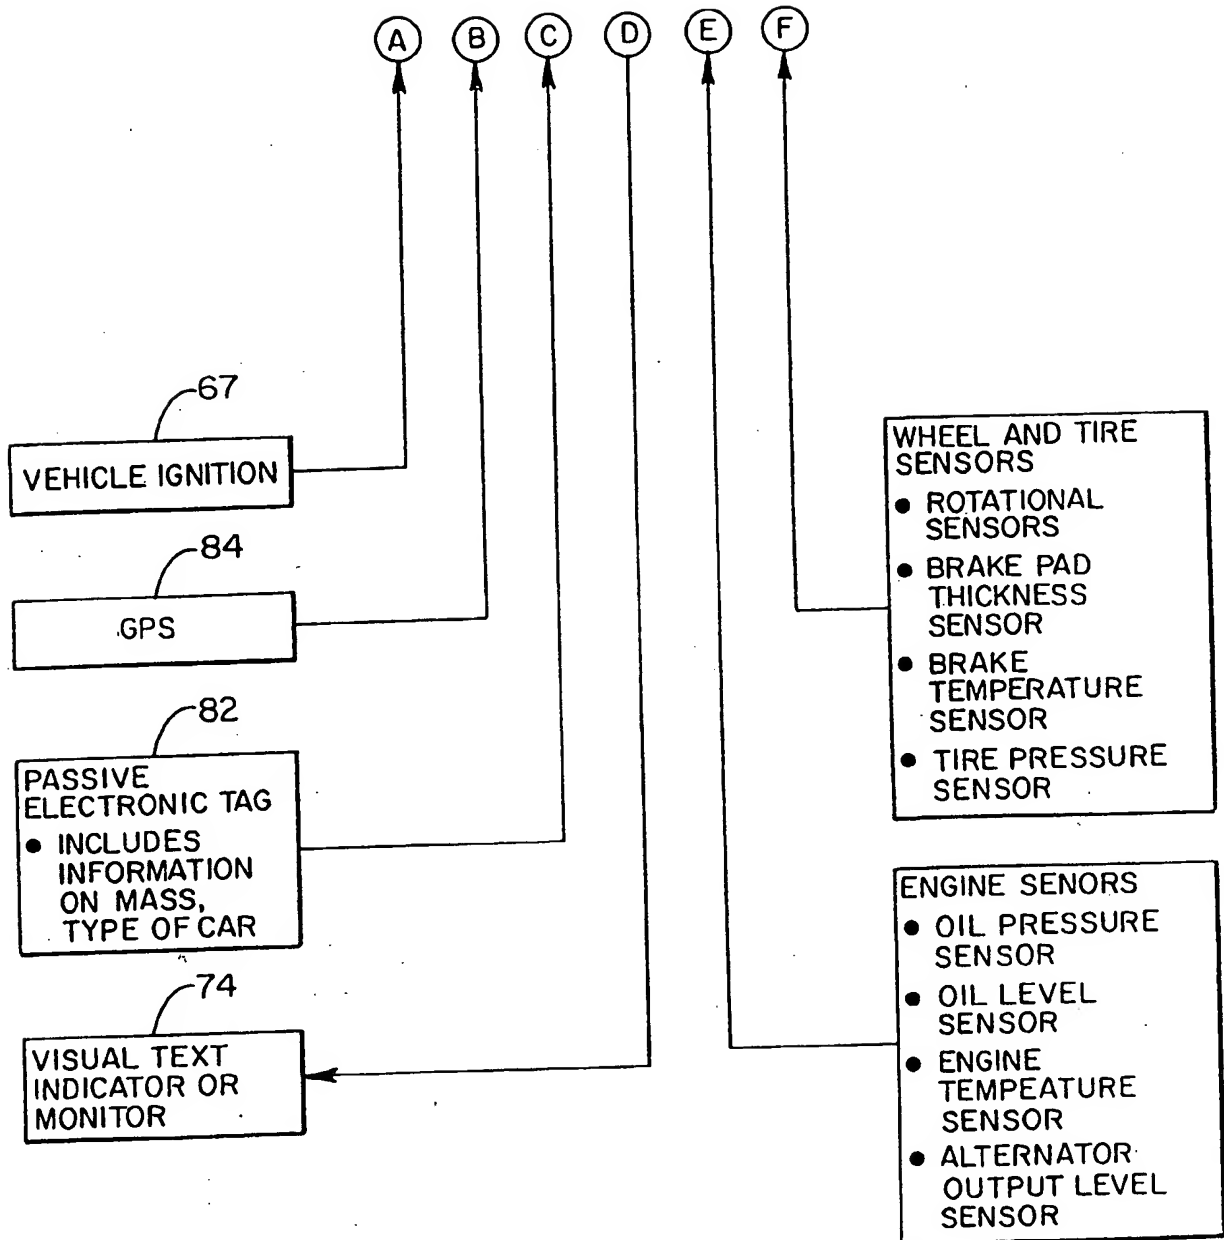 A B C D E F
67
VEHICLE IGNITION
84
GPS
82
PASSIVE
ELECTRONIC TAG
● INCLUDES
INFORMATION
ON MASS,
TYPE OF CAR
74
VISUAL TEXT
INDICATOR OR
MONITOR
WHEEL AND TIRE
SENSORS
● ROTATIONAL
SENSORS
● BRAKE PAD
THICKNESS
SENSOR
● BRAKE
TEMPERATURE
SENSOR
● TIRE PRESSURE
SENSOR
ENGINE SENORS
● OIL PRESSURE
SENSOR
● OIL LEVEL
SENSOR
● ENGINE
TEMPEATURE
SENSOR
● ALTERNATOR
OUTPUT LEVEL
SENSOR